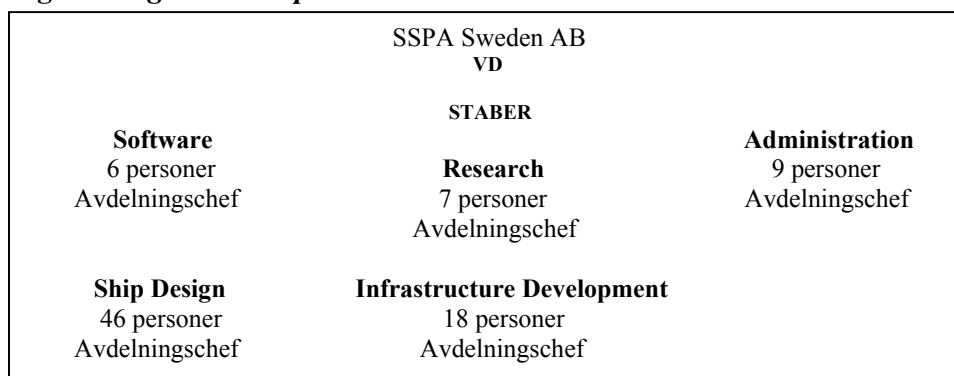 SSPA Sweden AB
VD
STABER
Software
6 personer
Avdelningschef
Research
7 personer
Avdelningschef
Administration
9 personer
Avdelningschef
Ship Design
46 personer
Avdelningschef
Infrastructure Development
18 personer
Avdelningschef